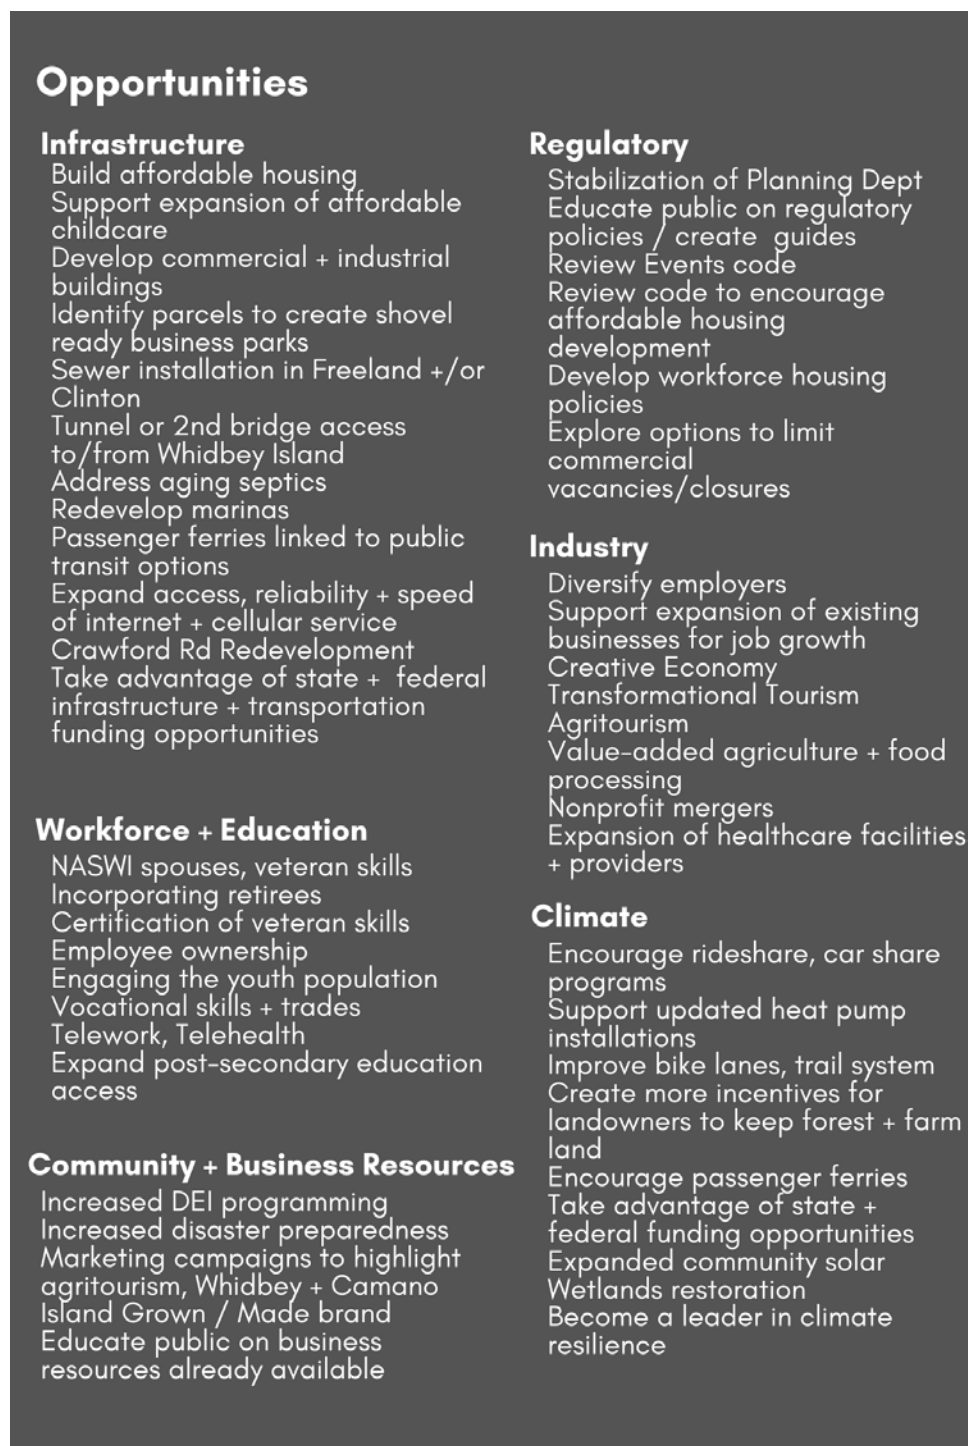 Opportunities
Infrastructure
Build affordable housing
Support expansion of affordable
childcare
Develop commercial + industrial
buildings
Identify parcels to create shovel
ready business parks
Sewer installation in Freeland +/or
Clinton
Tunnel or 2nd bridge access
to/from Whidbey Island
Address aging septics
Redevelop marinas
Passenger ferries linked to public
transit options
Expand access, reliability + speed
of internet + cellular service
Crawford Rd Redevelopment
Take advantage of state + federal
infrastructure + transportation
funding opportunities
Workforce + Education
NASWI spouses, veteran skills
Incorporating retirees
Certification of veteran skills
Employee ownership
Engaging the youth population
Vocational skills + trades
Telework, Telehealth
Expand post-secondary education
access
Community + Business Resources
Increased DEI programming
Increased disaster preparedness
Marketing campaigns to highlight
agritourism, Whidbey + Camano
Island Grown / Made brand
Educate public on business
resources already available
Regulatory
Stabilization of Planning Dept
Educate public on regulatory
policies / create guides
Review Events code
Review code to encourage
affordable housing
development
Develop workforce housing
policies
Explore options to limit
commercial
vacancies/closures
Industry
Diversify employers
Support expansion of existing
businesses for job growth
Creative Economy
Transformational Tourism
Agritourism
Value-added agriculture + food
processing
Nonprofit mergers
Expansion of healthcare facilities
+ providers
Climate
Encourage rideshare, car share
programs
Support updated heat pump
installations
Improve bike lanes, trail system
Create more incentives for
landowners to keep forest + farm
land
Encourage passenger ferries
Take advantage of state +
federal funding opportunities
Expanded community solar
Wetlands restoration
Become a leader in climate
resilience